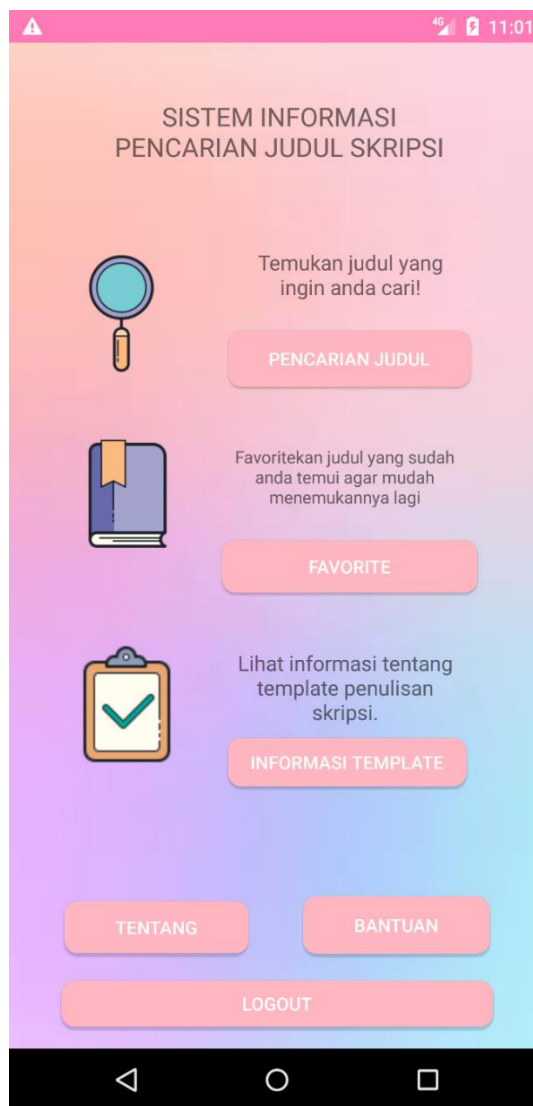 4G 11:01
SISTEM INFORMASI
PENCARIAN JUDUL SKRIPSI
Temukan judul yang
ingin anda cari!
PENCARIAN JUDUL
Favoritekan judul yang sudah
anda temui agar mudah
menemukannya lagi
FAVORITE
Lihat informasi tentang
template penulisan
skripsi.
INFORMASI TEMPLATE
TENTANG
BANTUAN
LOGOUT